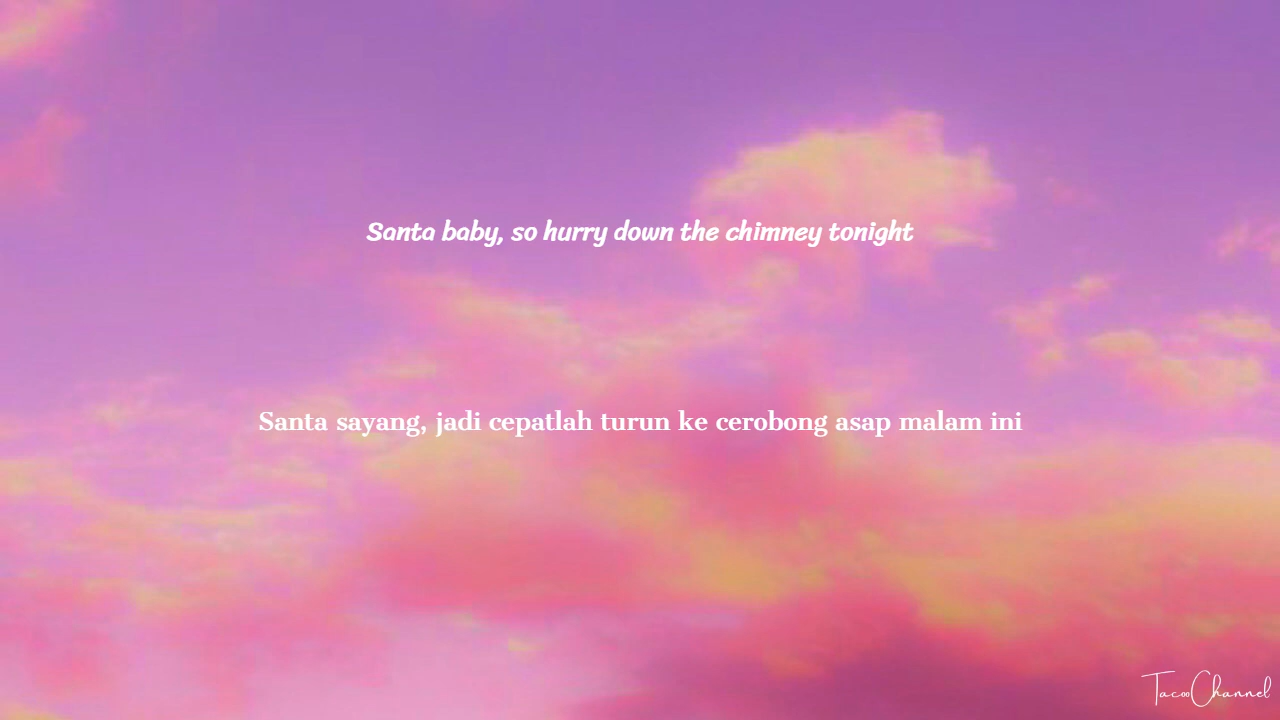 Santa baby, so hurry down the chimney tonight
Santa sayang, jadi cepatlah turun ke cerobong asap malam ini
TacooChannel